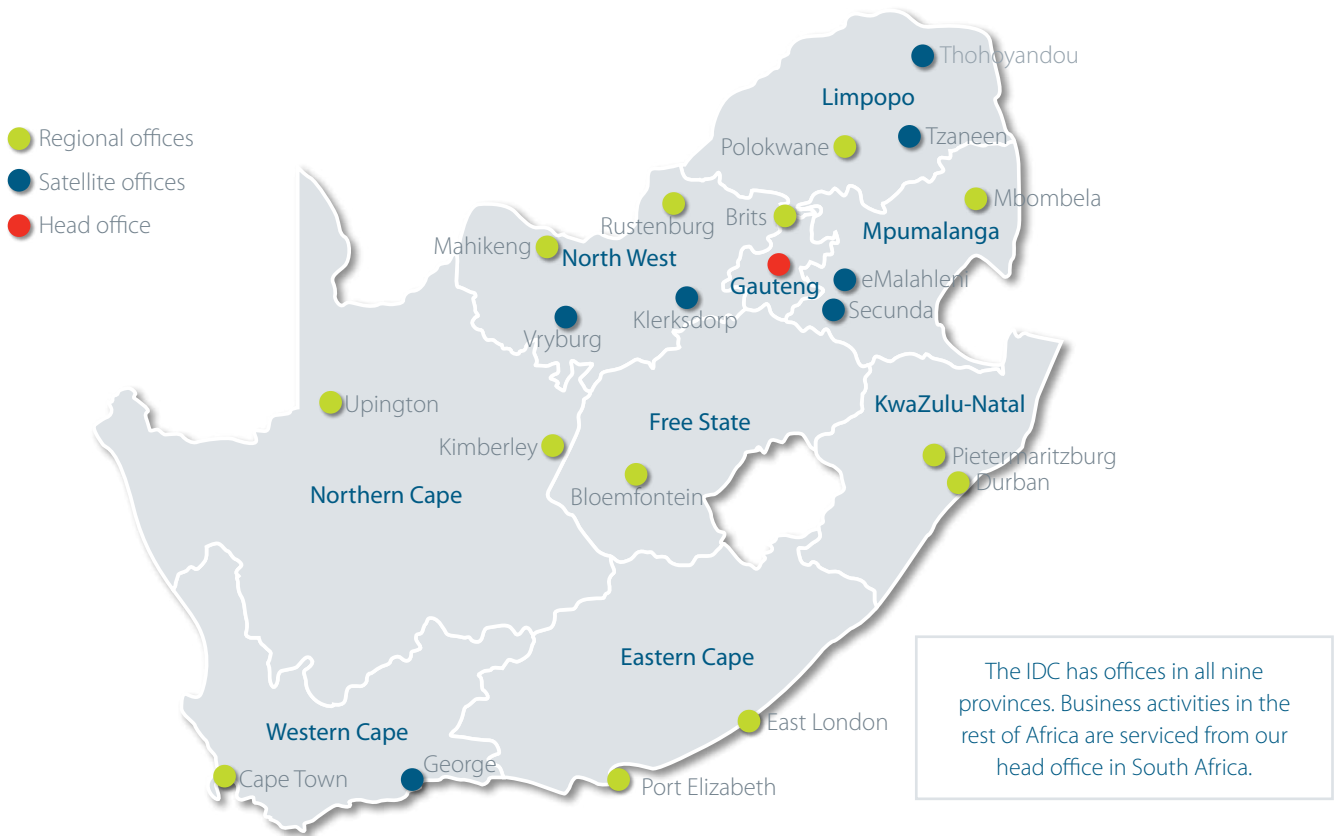 Regional offices
Satellite offices
Head office
Thohoyandou
Limpopo
Tzaneen
Polokwane
Mbombela
Rustenburg
Brits
Mpumalanga
Mahikeng
North West
Gauteng
eMalahleni
Klerksdorp
Secunda
Vryburg
Upington
KwaZulu-Natal
Free State
Kimberley
Pietermaritzburg
Durban
Northern Cape
Bloemfontein
Eastern Cape
East London
Western Cape
George
Cape Town
Port Elizabeth
The IDC has offices in all nine
provinces. Business activities in the
rest of Africa are serviced from our
head office in South Africa.